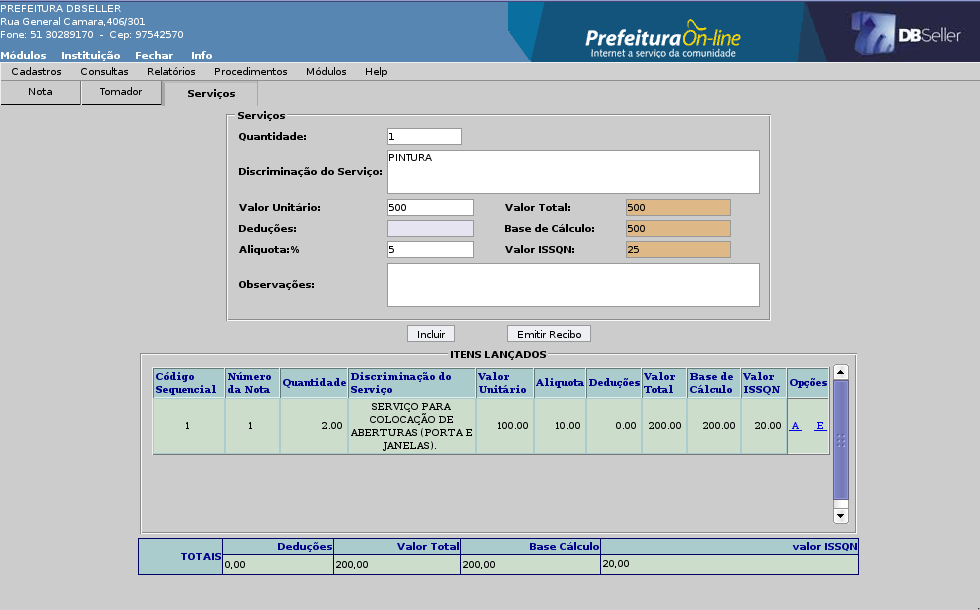 PREFEITURA DBSELLER
Rua General Camara,406/301
Fone: 51 30289170 - Cep: 97542570
Prefeitura On-line
Internet a serviço da comunidade
DBSeller
Módulos Instituição Fechar Info
Cadastros Consultas Relatórios Procedimentos Módulos Help
Nota Tomador Serviços
Serviços
Quantidade: 1
Discriminação do Serviço: PINTURA
Valor Unitário: 500 Valor Total: 500
Deduções: Base de Cálculo: 500
Aliquota:% 5 Valor ISSQN: 25
Observações:
Incluir Emitir Recibo
ITENS LANÇADOS
Código Sequencial Número da Nota Quantidade Discriminação do Serviço Valor Unitário Aliquota Deduções Valor Total Base de Cálculo Valor ISSQN Opções
1 1 2.00 SERVIÇO PARA COLOCAÇÃO DE ABERTURAS (PORTA E JANELAS). 100.00 10.00 0.00 200.00 200.00 20.00 A E
TOTAIS Deduções Valor Total Base Cálculo valor ISSQN
0,00 200,00 200,00 20,00